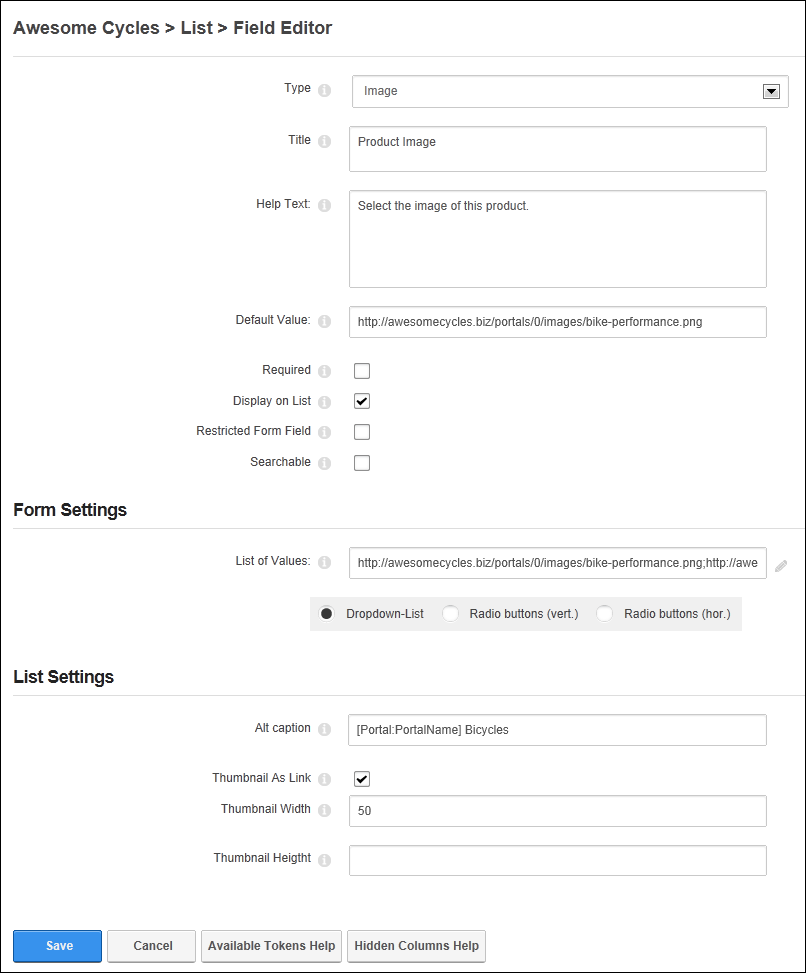 Awesome Cycles > List > Field Editor
Type
Image
Title
Product Image
Help Text:
Select the image of this product.
Default Value:
http://awesomecycles.biz/portals/0/images/bike-performance.png
Required
Display on List
Restricted Form Field
Searchable
Form Settings
List of Values:
http://awesomecycles.biz/portals/0/images/bike-performance.png;http://awe
Dropdown-List Radio buttons (vert.) Radio buttons (hor.)
List Settings
Alt caption
[Portal:PortalName] Bicycles
Thumbnail As Link
Thumbnail Width
50
Thumbnail Heigtht
Save Cancel Available Tokens Help Hidden Columns Help